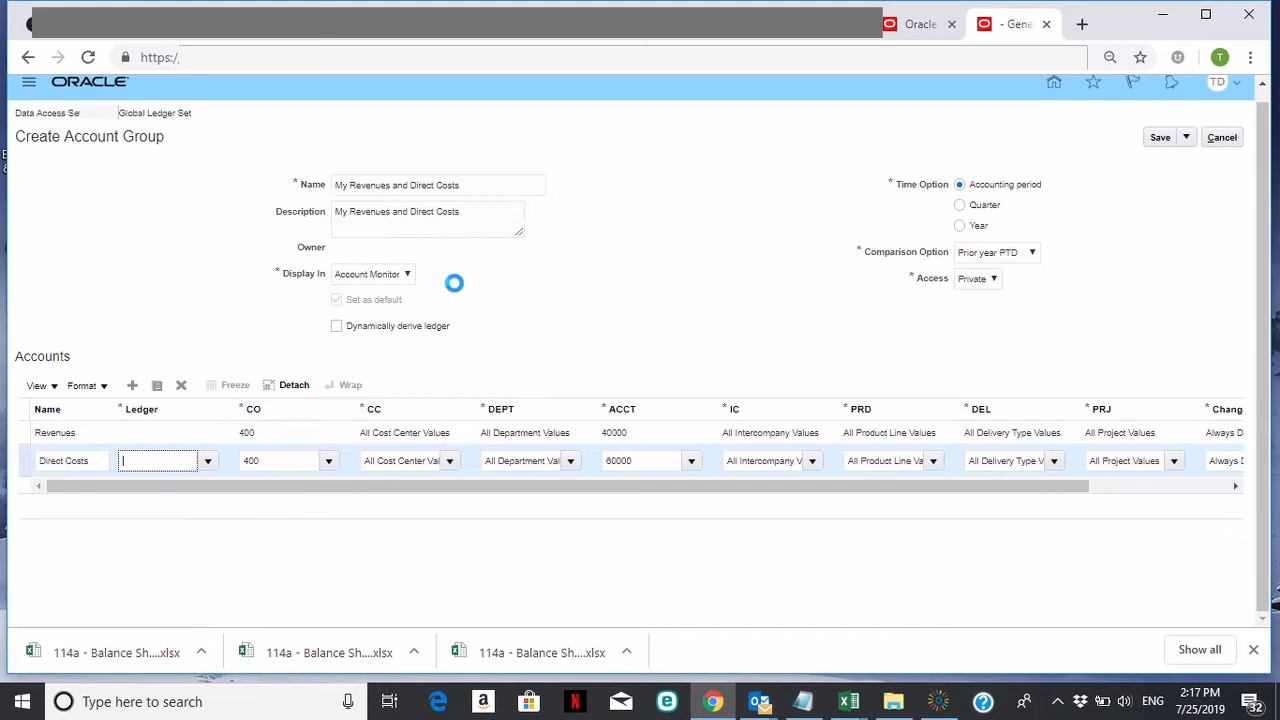 Oracle
- Gene
https:/
ORACLE
TD
Data Access Se
Global Ledger Set
Create Account Group
Save
Cancel
* Name My Revenues and Direct Costs
Description My Revenues and Direct Costs
Owner
* Display In Account Monitor
Set as default
Dynamically derive ledger
* Time Option Accounting period
Quarter
Year
* Comparison Option Prior year PTD
* Access Private
Accounts
View Format Freeze Detach Wrap
Name * Ledger * CO * CC * DEPT * ACCT * IC * PRD * DEL * PRJ * Chang
Revenues 400 All Cost Center Values All Department Values 40000 All Intercompany Values All Product Line Values All Delivery Type Values All Project Values Always D
Direct Costs 400 All Cost Center Val All Department Val 60000 All Intercompany V All Product Line Va All Delivery Type V All Project Values Always D
114a - Balance Sh....xlsx
114a - Balance Sh....xlsx
114a - Balance Sh....xlsx
Show all
Type here to search
ENG
2:17 PM
7/25/2019
32